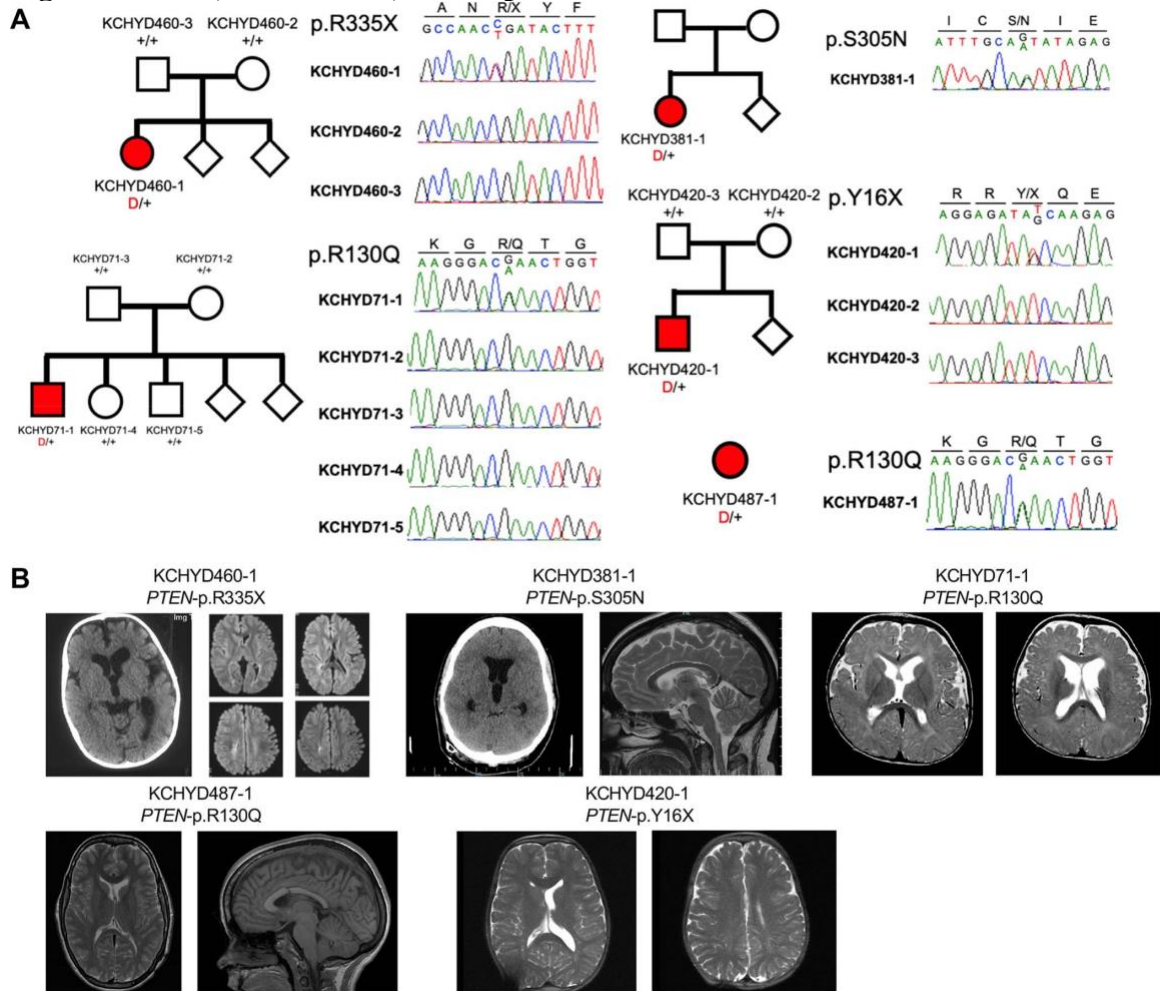 A
KCHYD460-3 KCHYD460-2
+/+ +/+
KCHYD460-1
D/+
p.R335X
A N R/X Y F
G C C A A C C G A T A C T T T
T
KCHYD460-1
KCHYD460-2
KCHYD460-3
KCHYD71-3 KCHYD71-2
+/+ +/+
KCHYD71-1 KCHYD71-4 KCHYD71-5
D/+ +/+ +/+
p.R130Q
K G R/Q T G
A A G G G A C G A A C T G G T
A
KCHYD71-1
KCHYD71-2
KCHYD71-3
KCHYD71-4
KCHYD71-5
KCHYD381-1
D/+
p.S305N
I C S/N I E
A T T T G C A G T A T A G A G
A
KCHYD381-1
KCHYD420-3 KCHYD420-2
+/+ +/+
KCHYD420-1
D/+
p.Y16X
R R Y/X Q E
A G G A G A T A T C A A G A G
G
KCHYD420-1
KCHYD420-2
KCHYD420-3
KCHYD487-1
D/+
p.R130Q
K G R/Q T G
A A G G G A C G A A C T G G T
A
KCHYD487-1
B
KCHYD460-1
PTEN-p.R335X
KCHYD381-1
PTEN-p.S305N
KCHYD71-1
PTEN-p.R130Q
KCHYD487-1
PTEN-p.R130Q
KCHYD420-1
PTEN-p.Y16X